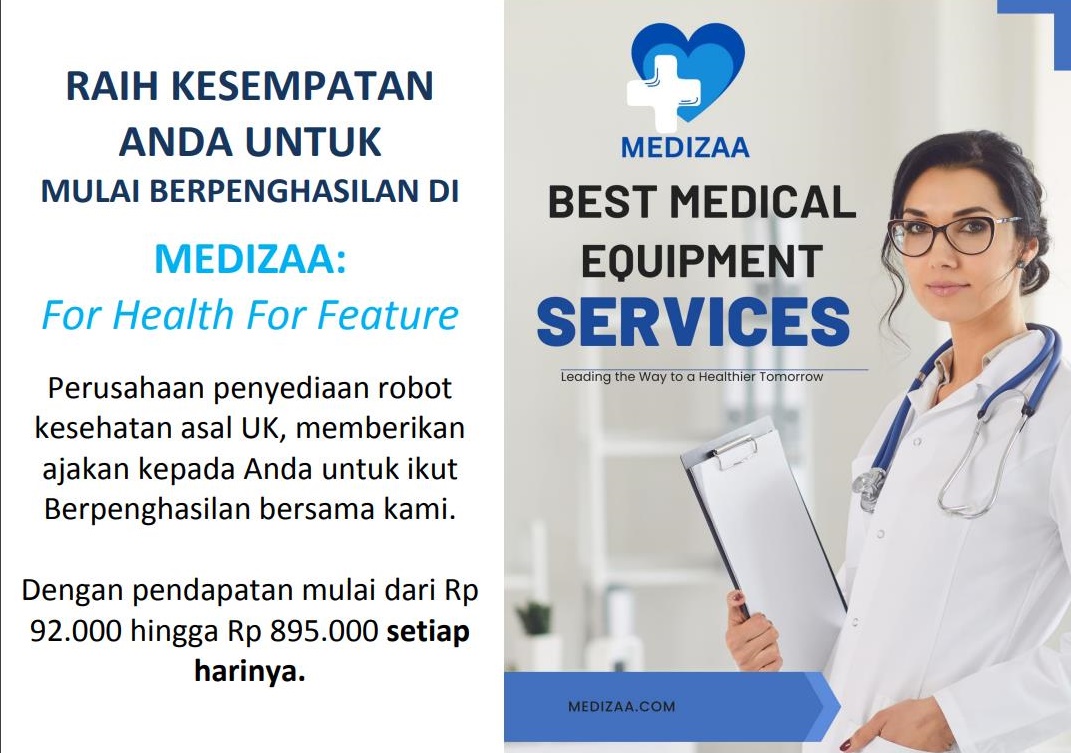 RAIH KESEMPATAN
ANDA UNTUK
MULAI BERPENGHASILAN DI
MEDIZAA:
For Health For Feature
Perusahaan penyediaan robot
kesehatan asal UK, memberikan
ajakan kepada Anda untuk ikut
Berpenghasilan bersama kami.
Dengan pendapatan mulai dari Rp
92.000 hingga Rp 895.000 setiap
harinya.
MEDIZAA
BEST MEDICAL
EQUIPMENT
SERVICES
Leading the Way to a Healthier Tomorrow
MEDIZAA.COM